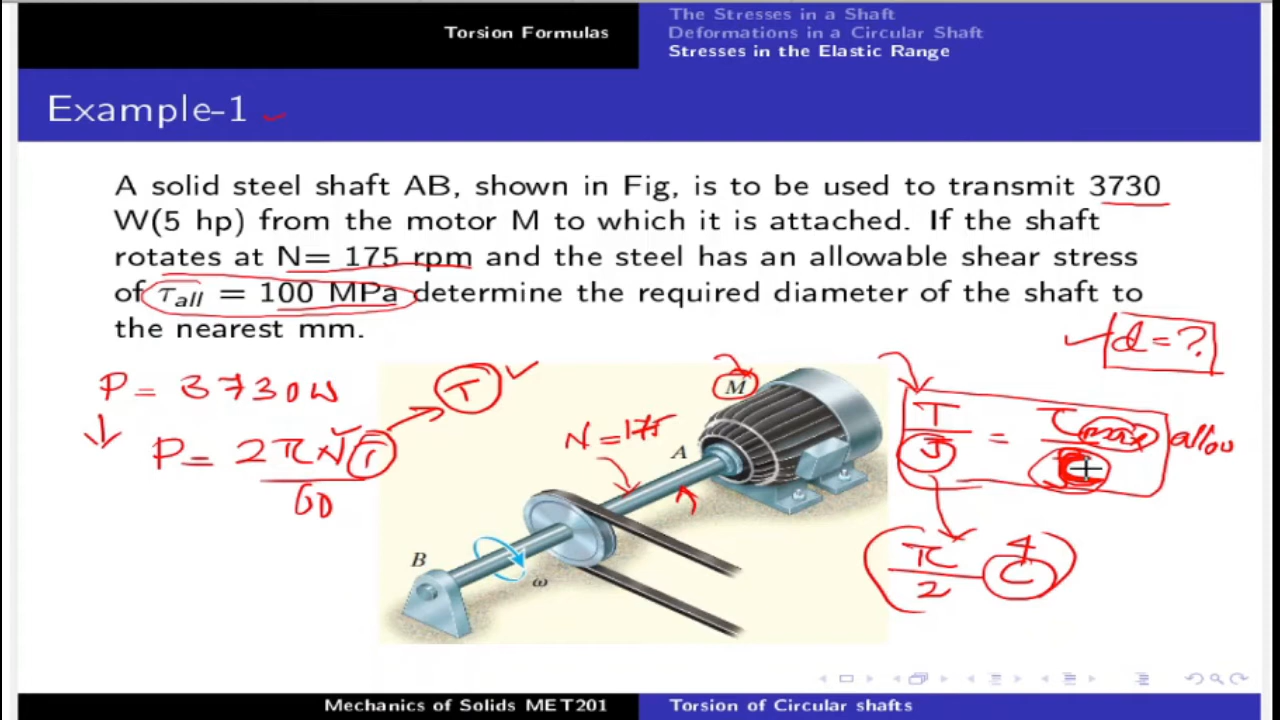 Torsion Formulas
The Stresses in a Shaft
Deformations in a Circular Shaft
Stresses in the Elastic Range
Example-1
A solid steel shaft AB, shown in Fig, is to be used to transmit 3730
W(5 hp) from the motor M to which it is attached. If the shaft
rotates at N= 175 rpm and the steel has an allowable shear stress
of τall = 100 MPa determine the required diameter of the shaft to
the nearest mm.
d = ?
P = 3730W
T
P = 2πNT
60
N = 175
M
A
B
ω
T = τmax allow
J
π 4
2 C
Mechanics of Solids MET201
Torsion of Circular shafts